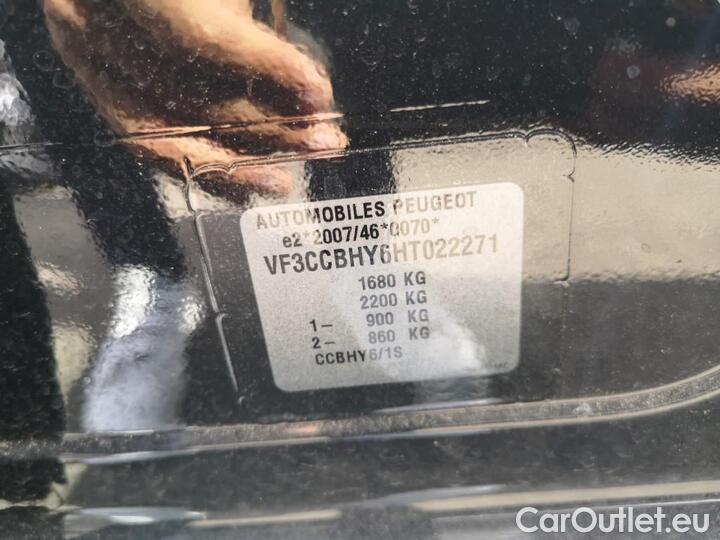 AUTOMOBILES PEUGEOT
e2*2007/46*0070*
VF3CCBHY6HT022271
1680 KG
2200 KG
1– 900 KG
2– 860 KG
CCBHY6/1S
CarOutlet.eu